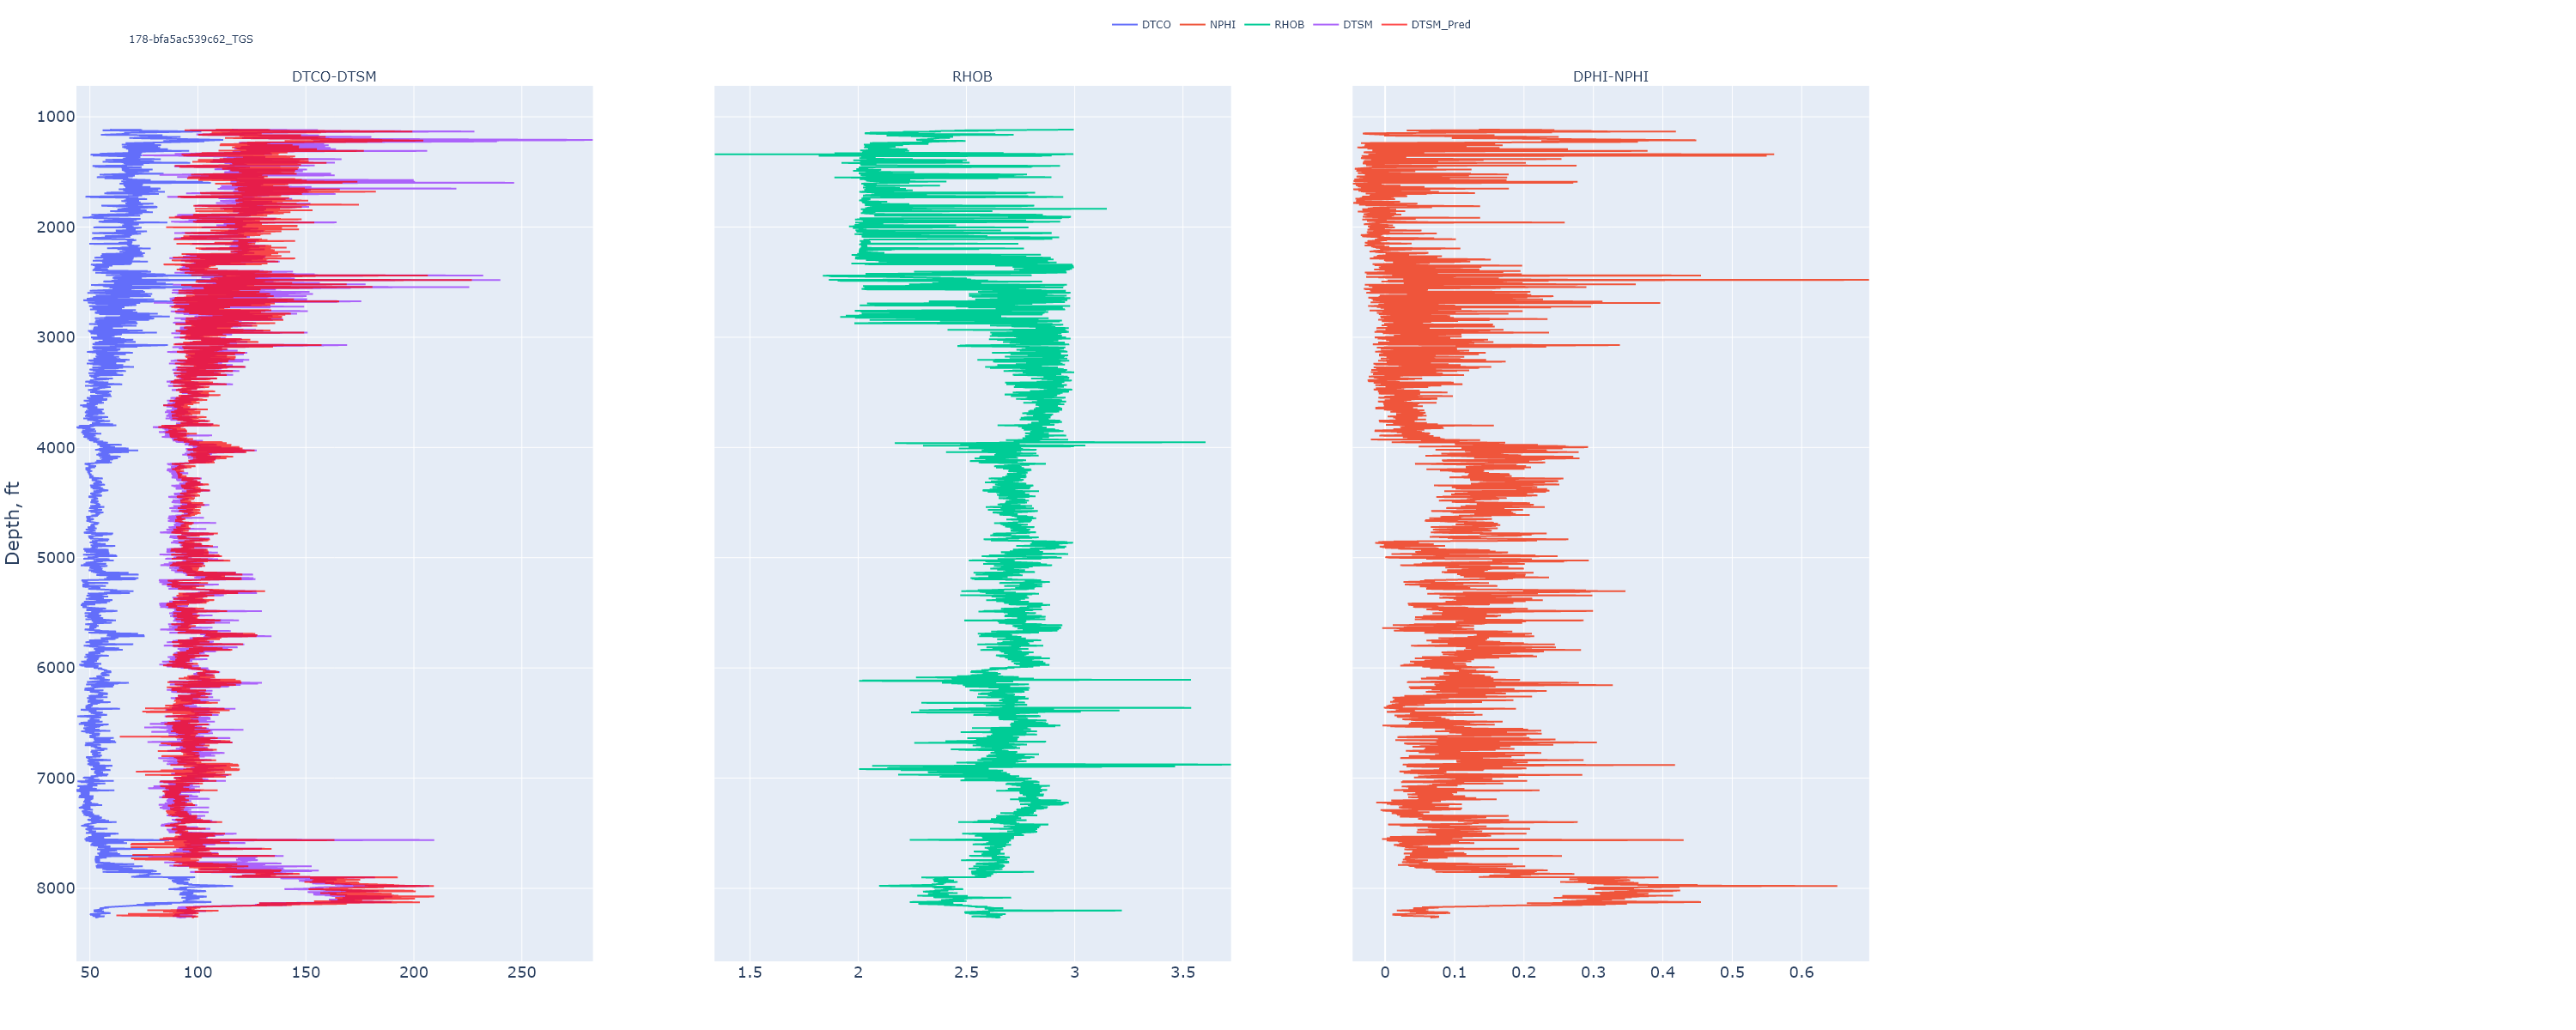 DTCO NPHI RHOB DTSM DTSM_Pred
178-bfa5ac539c62_TGS
DTCO-DTSM RHOB DPHI-NPHI
1000
2000
3000
4000
5000
6000
7000
8000
Depth, ft
50 100 150 200 250 1.5 2 2.5 3 3.5 0 0.1 0.2 0.3 0.4 0.5 0.6